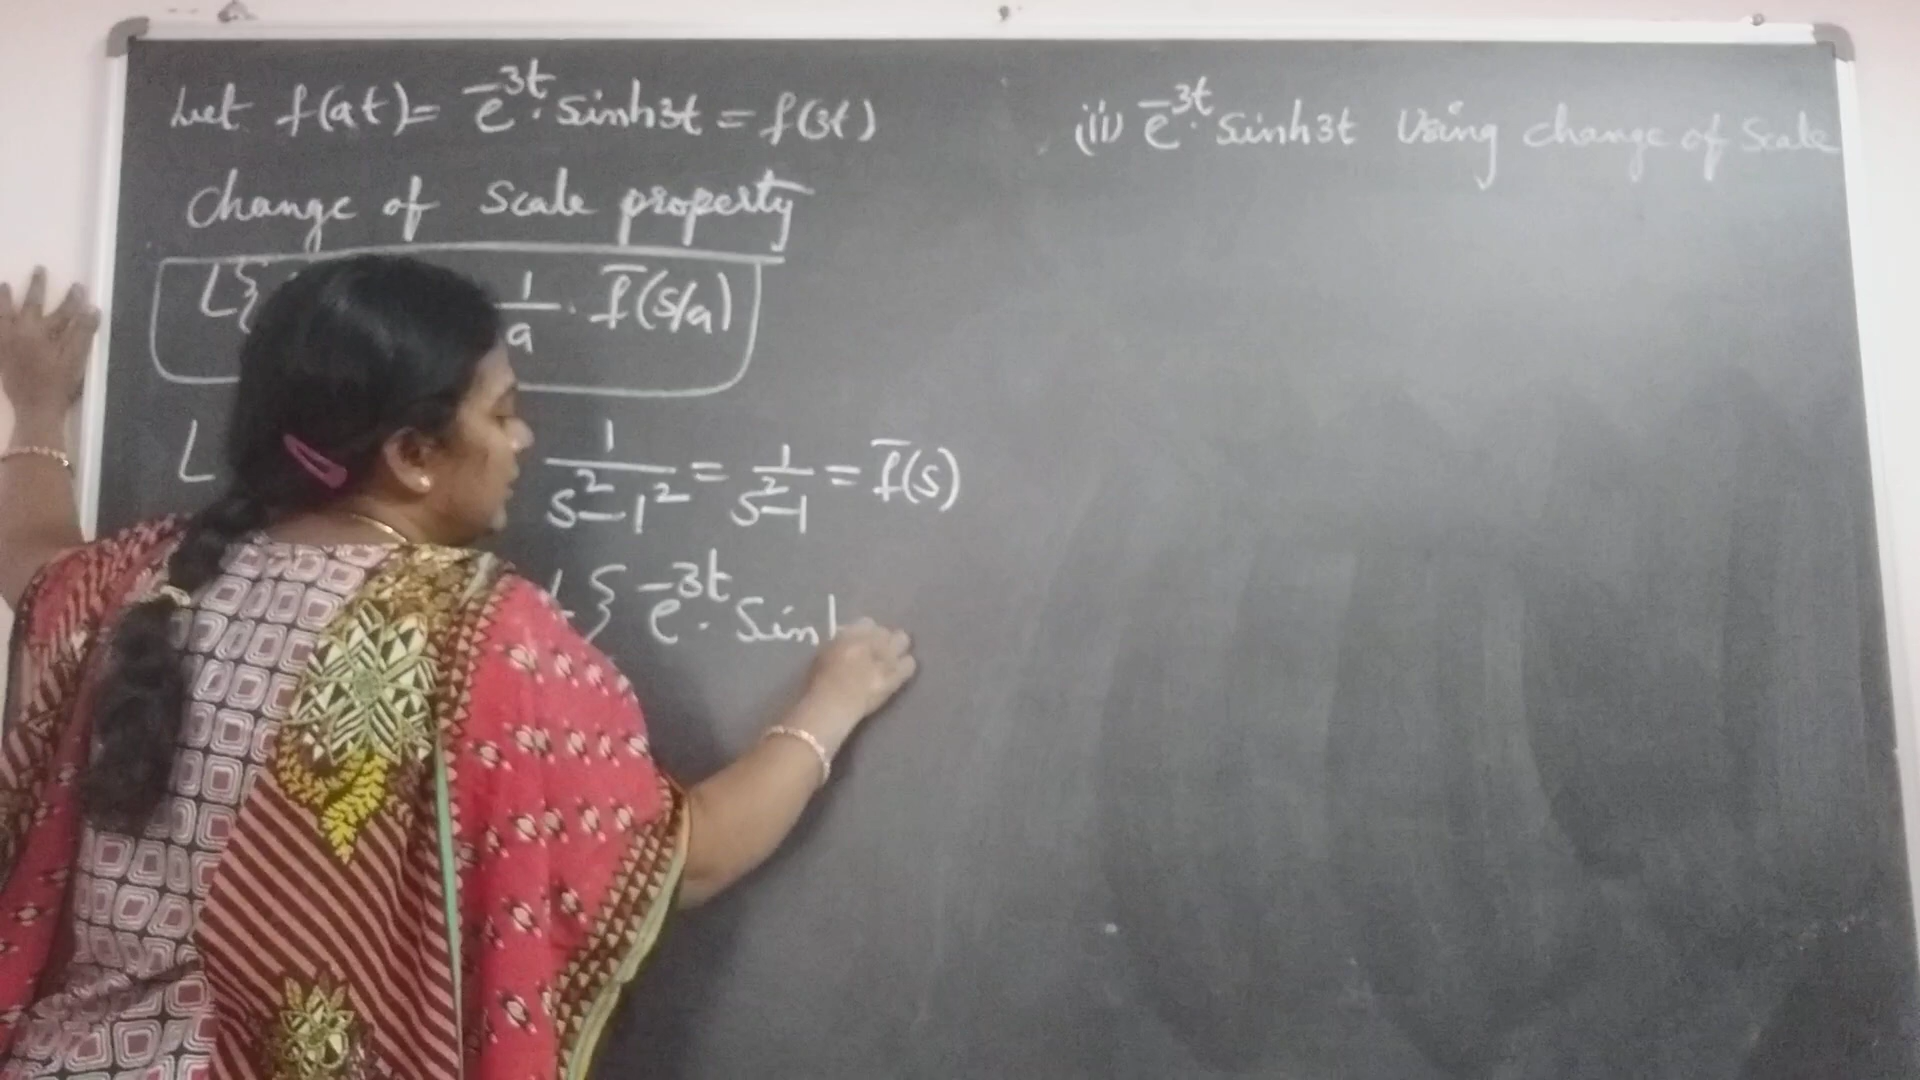 Let f(at) = e^-3t . Sinh3t = f(3t)
change of scale property
L{ 1/a . f̄(s/a)
L 1/(s²-1²) = 1/(s²-1) = f̄(s)
L{ e^-3t . Sinh
(ii) e^-3t . Sinh3t Using change of Scale